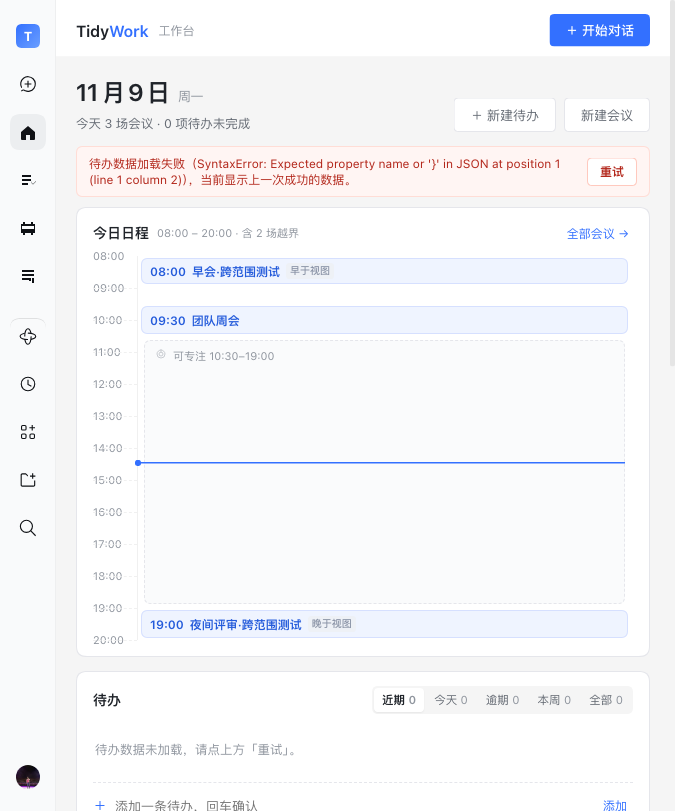 T
TidyWork 工作台
+ 开始对话
11月9日 周一
今天 3 场会议 · 0 项待办未完成
+ 新建待办
新建会议
待办数据加载失败（SyntaxError: Expected property name or '}' in JSON at position 1
(line 1 column 2)），当前显示上一次成功的数据。
重试
今日日程 08:00 – 20:00 · 含 2 场越界
全部会议 →
08:00
08:00 早会·跨范围测试 早于视图
09:00
09:30 团队周会
10:00
可专注 10:30–19:00
11:00
12:00
13:00
14:00
15:00
16:00
17:00
18:00
19:00
19:00 夜间评审·跨范围测试 晚于视图
20:00
待办
近期 0 今天 0 逾期 0 本周 0 全部 0
待办数据未加载，请点上方「重试」。
+ 添加一条待办，回车确认
添加